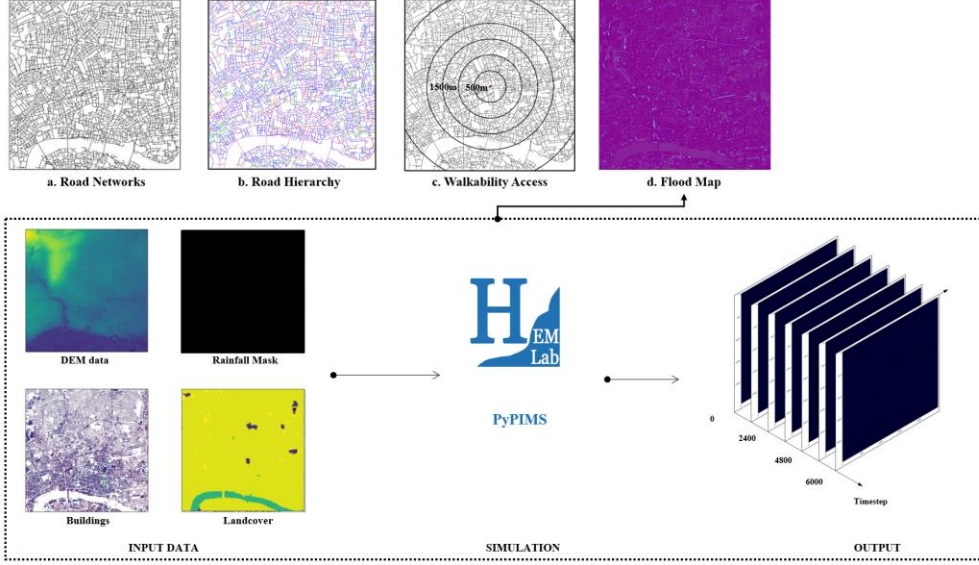 1500m 500m
a. Road Networks
b. Road Hierarchy
c. Walkability Access
d. Flood Map
DEM data
Rainfall Mask
Buildings
Landcover
INPUT DATA
H EM
Lab
PyPIMS
SIMULATION
0
2400
4800
6000
Timestep
OUTPUT